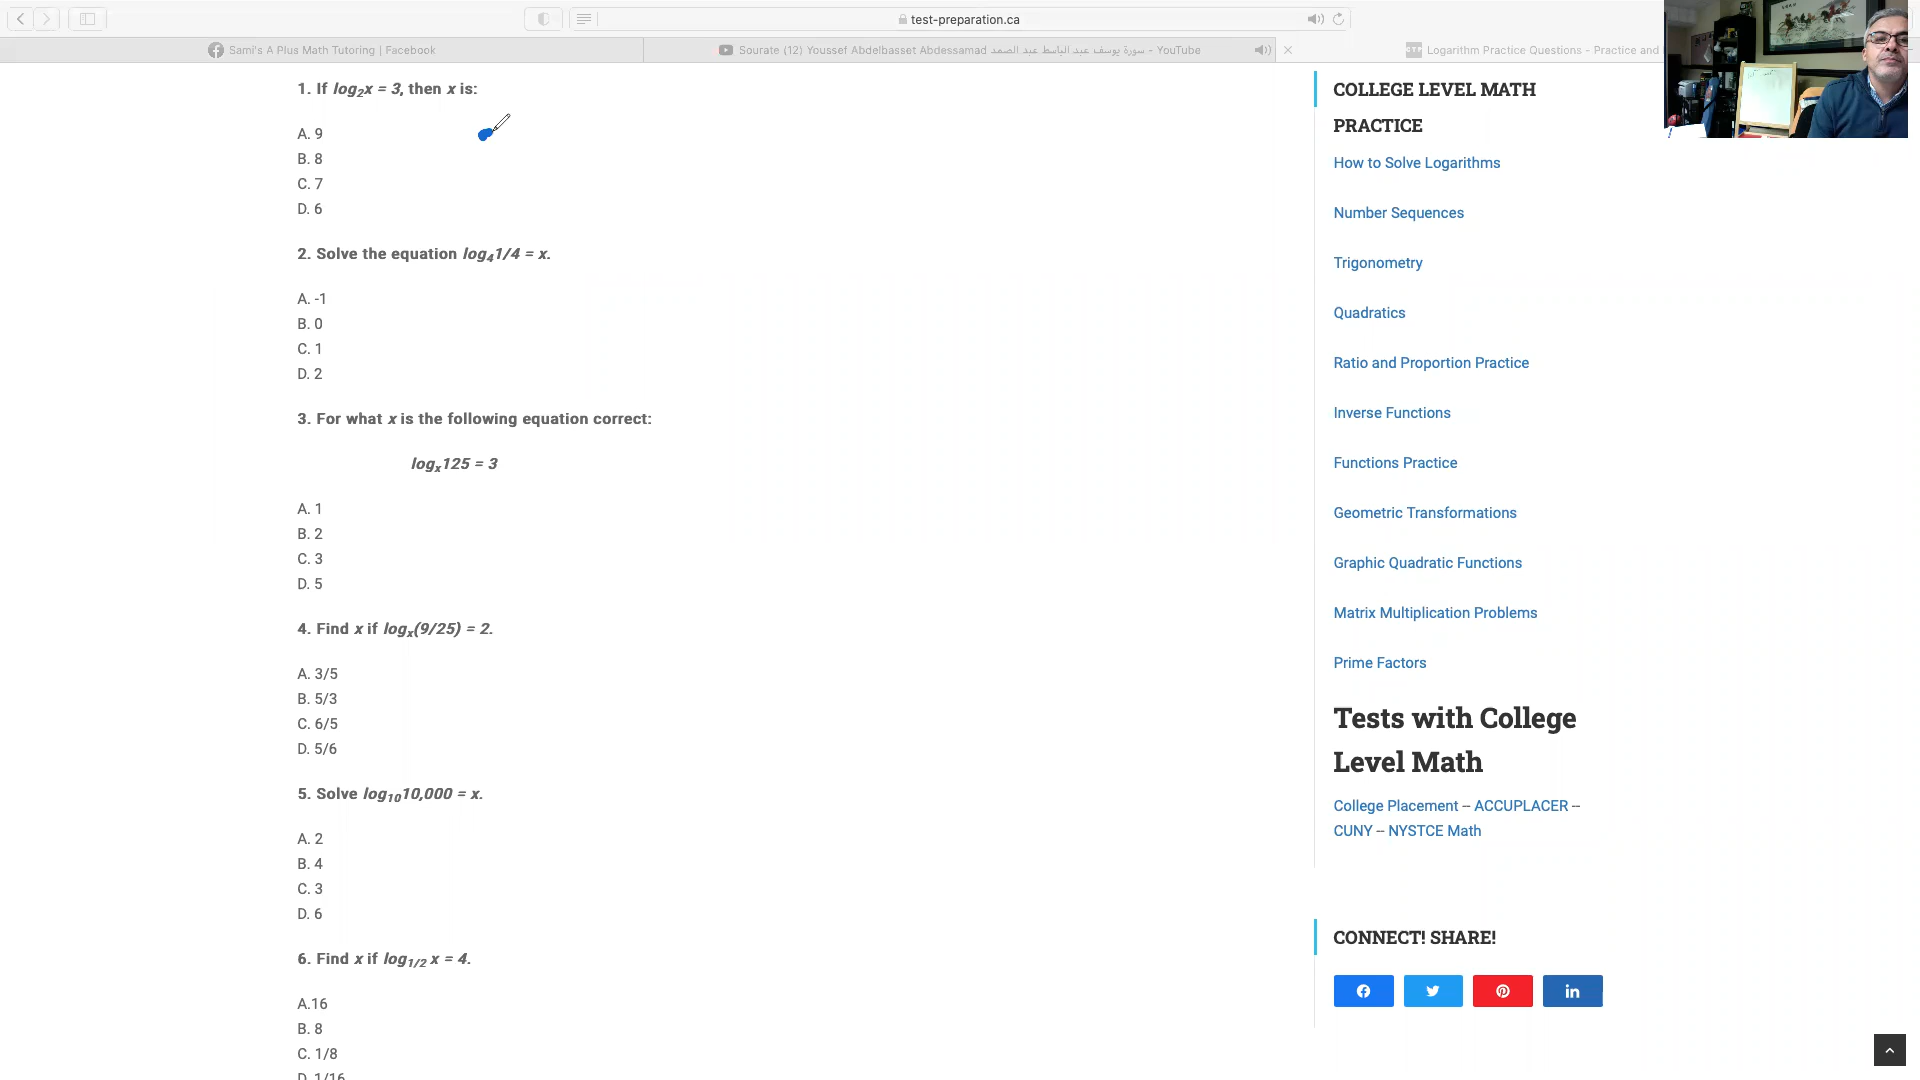 test-preparation.ca
Sami's A Plus Math Tutoring | Facebook
Sourate (12) Youssef Abdelbasset Abdessamad سورة يوسف عبد الباسط عبد الصمد - YouTube
Logarithm Practice Questions - Practice and
1. If log₂x = 3, then x is:
A. 9
B. 8
C. 7
D. 6
2. Solve the equation log₄1/4 = x.
A. -1
B. 0
C. 1
D. 2
3. For what x is the following equation correct:
logₓ125 = 3
A. 1
B. 2
C. 3
D. 5
4. Find x if logₓ(9/25) = 2.
A. 3/5
B. 5/3
C. 6/5
D. 5/6
5. Solve log₁₀10,000 = x.
A. 2
B. 4
C. 3
D. 6
6. Find x if log₁/₂ x = 4.
A.16
B. 8
C. 1/8
D. 1/16
COLLEGE LEVEL MATH
PRACTICE
How to Solve Logarithms
Number Sequences
Trigonometry
Quadratics
Ratio and Proportion Practice
Inverse Functions
Functions Practice
Geometric Transformations
Graphic Quadratic Functions
Matrix Multiplication Problems
Prime Factors
Tests with College
Level Math
College Placement -- ACCUPLACER --
CUNY -- NYSTCE Math
CONNECT! SHARE!